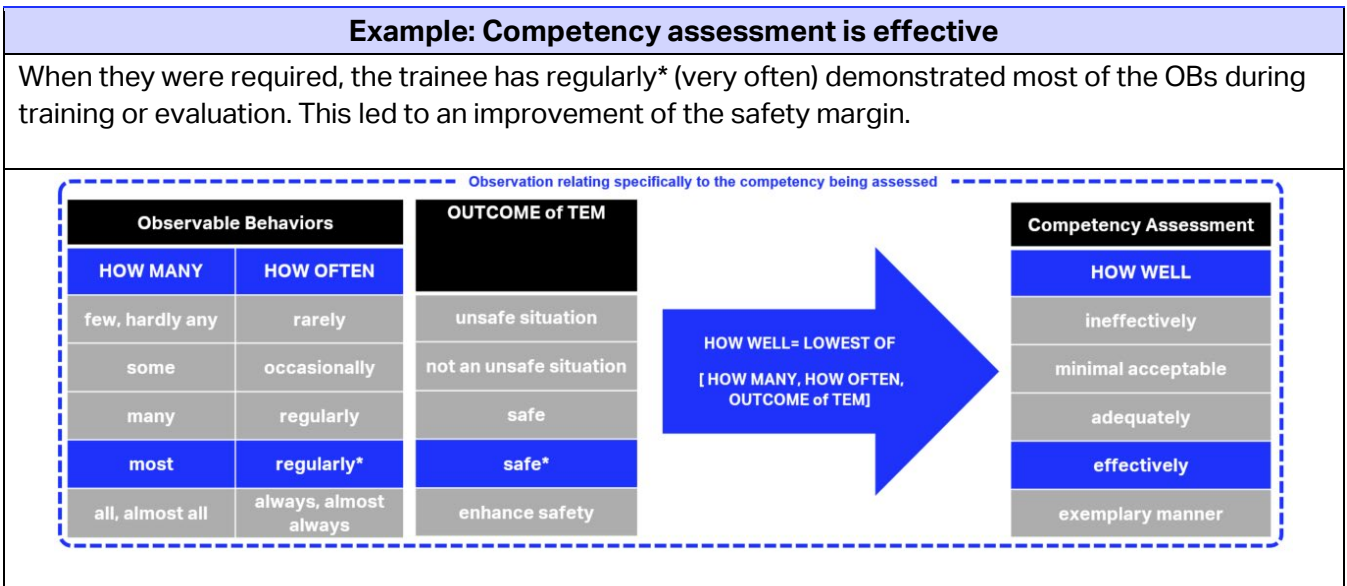 Example: Competency assessment is effective
When they were required, the trainee has regularly* (very often) demonstrated most of the OBs during
training or evaluation. This led to an improvement of the safety margin.
Observation relating specifically to the competency being assessed
Observable Behaviors
HOW MANY
HOW OFTEN
few, hardly any
rarely
some
occasionally
many
regularly
most
regularly*
all, almost all
always, almost
always
OUTCOME of TEM
unsafe situation
not an unsafe situation
safe
safe*
enhance safety
HOW WELL= LOWEST OF
[ HOW MANY, HOW OFTEN,
OUTCOME of TEM]
Competency Assessment
HOW WELL
ineffectively
minimal acceptable
adequately
effectively
exemplary manner